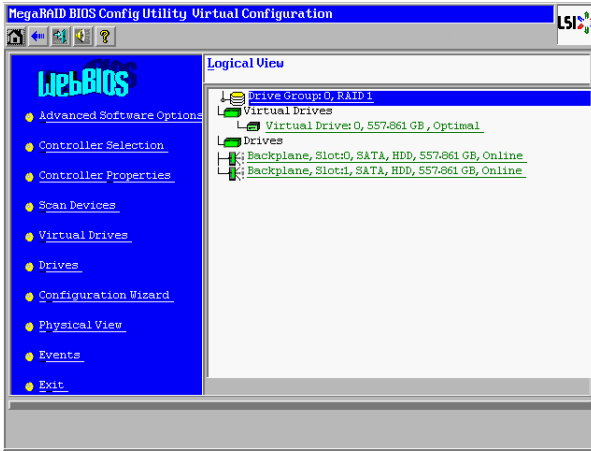 MegaRAID BIOS Config Utility Virtual Configuration
LSI
?
WebBIOS
Advanced Software Options
Controller Selection
Controller Properties
Scan Devices
Virtual Drives
Drives
Configuration Wizard
Physical View
Events
Exit
Logical View
Drive Group: 0, RAID 1
Virtual Drives
Virtual Drive: 0, 557.861 GB, Optimal
Drives
Backplane, Slot:0, SATA, HDD, 557.861 GB, Online
Backplane, Slot:1, SATA, HDD, 557.861 GB, Online